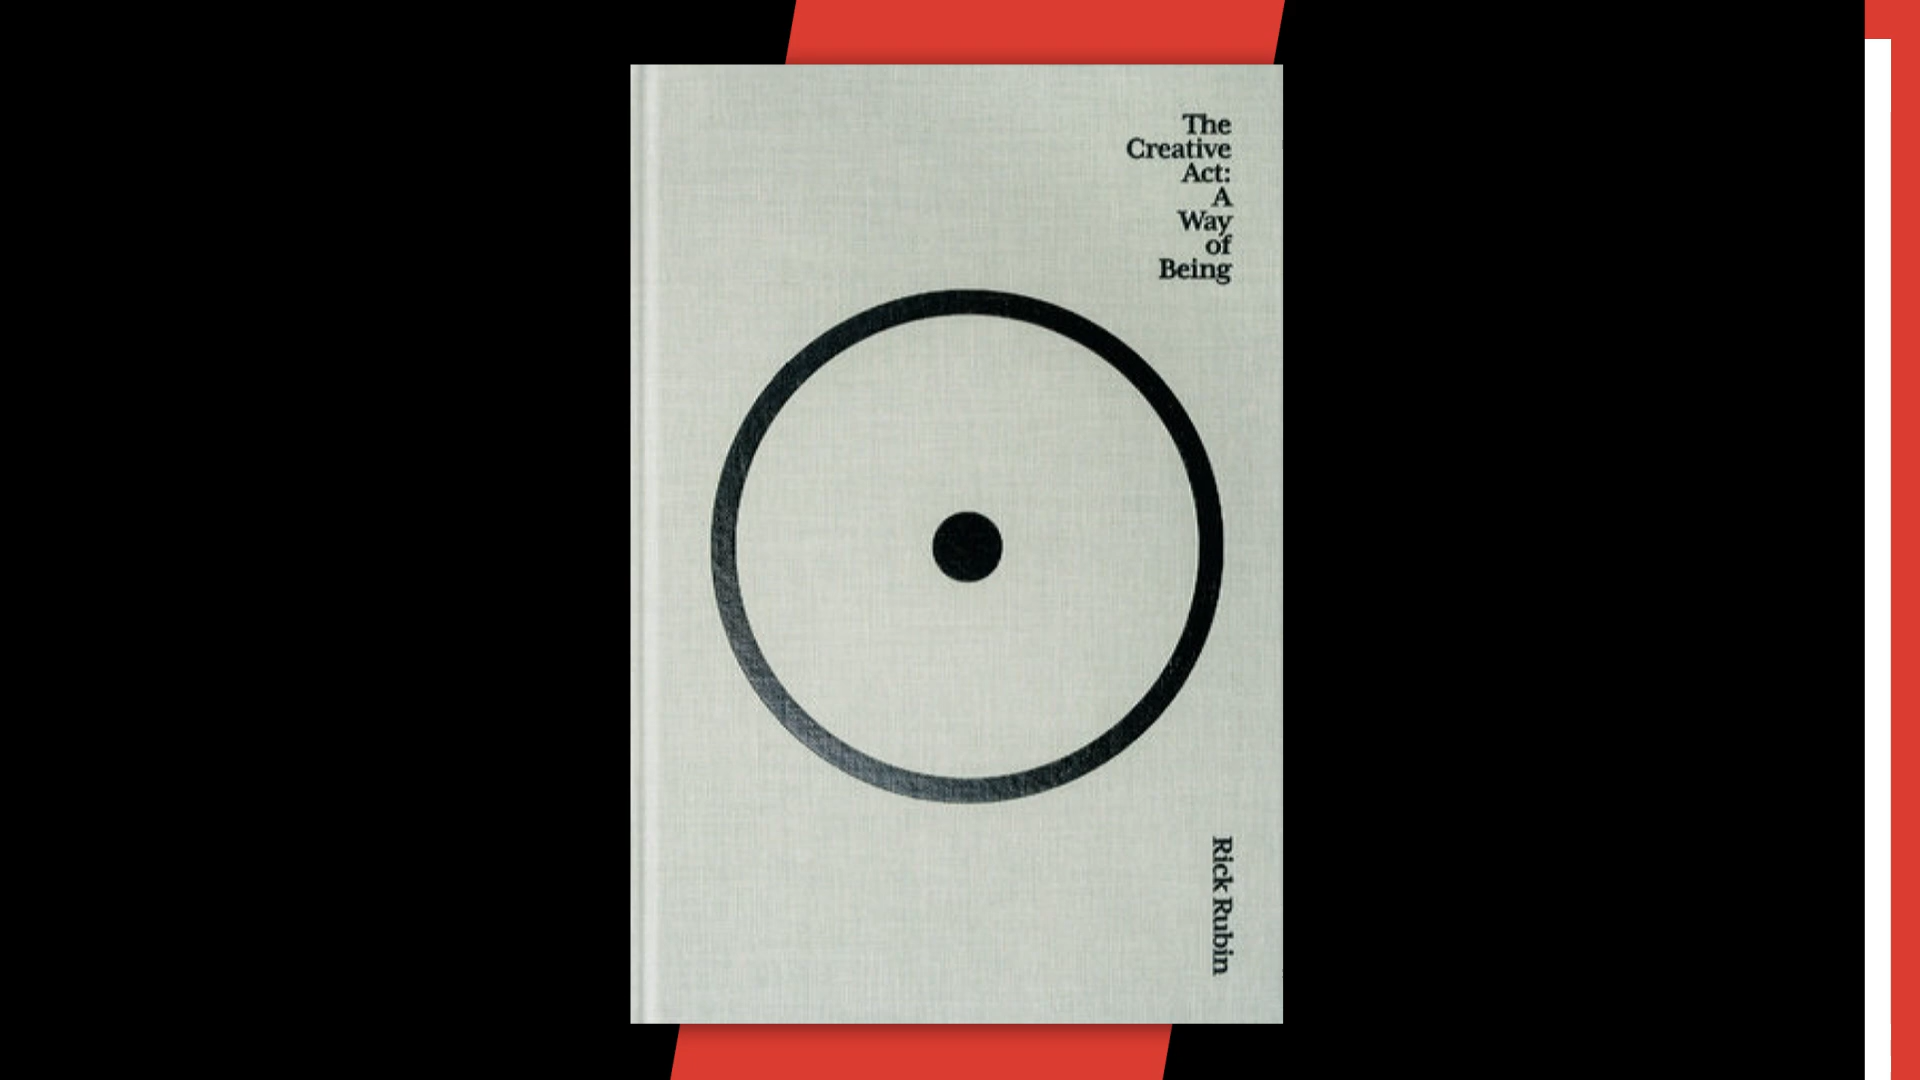 The
Creative
Act:
A
Way
of
Being
Rick Rubin